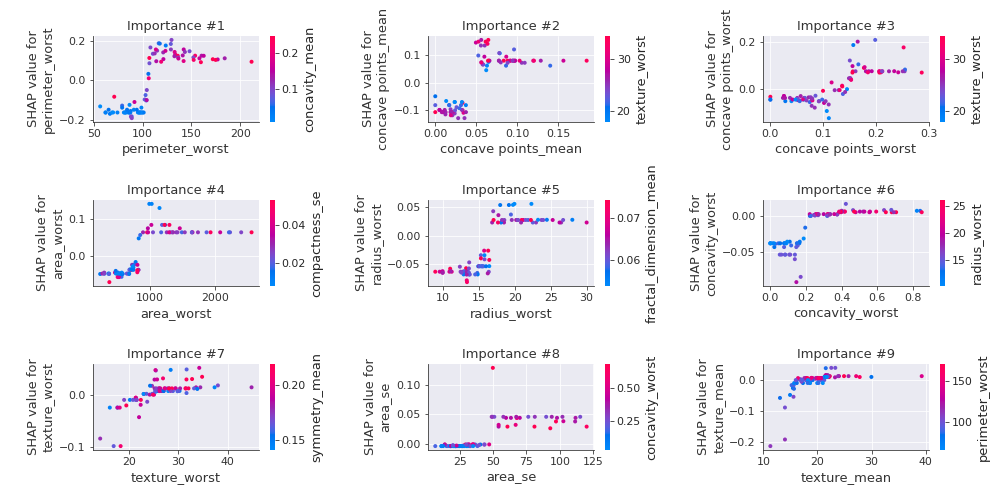 Importance #1
SHAP value for
perimeter_worst
0.2
0.0
−0.2
50
100
150
200
perimeter_worst
0.2
0.1
concavity_mean
Importance #2
SHAP value for
concave points_mean
0.1
0.0
−0.1
0.00
0.05
0.10
0.15
concave points_mean
30
20
texture_worst
Importance #3
SHAP value for
concave points_worst
0.2
0.0
0.0
0.1
0.2
0.3
concave points_worst
30
20
texture_worst
Importance #4
SHAP value for
area_worst
0.1
0.0
1000
2000
area_worst
0.04
0.02
compactness_se
Importance #5
SHAP value for
radius_worst
0.05
0.00
−0.05
10
15
20
25
30
radius_worst
0.07
0.06
fractal_dimension_mean
Importance #6
SHAP value for
concavity_worst
0.00
−0.05
0.0
0.2
0.4
0.6
0.8
concavity_worst
25
20
15
radius_worst
Importance #7
SHAP value for
texture_worst
0.0
−0.1
20
30
40
texture_worst
0.20
0.15
symmetry_mean
Importance #8
SHAP value for
area_se
0.10
0.05
0.00
25
50
75
100
125
area_se
0.50
0.25
concavity_worst
Importance #9
SHAP value for
texture_mean
0.0
−0.1
−0.2
10
20
30
40
texture_mean
150
100
perimeter_worst